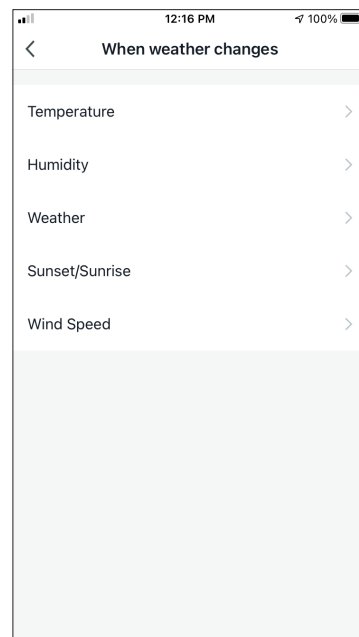 12:16 PM 100%
When weather changes
Temperature
Humidity
Weather
Sunset/Sunrise
Wind Speed